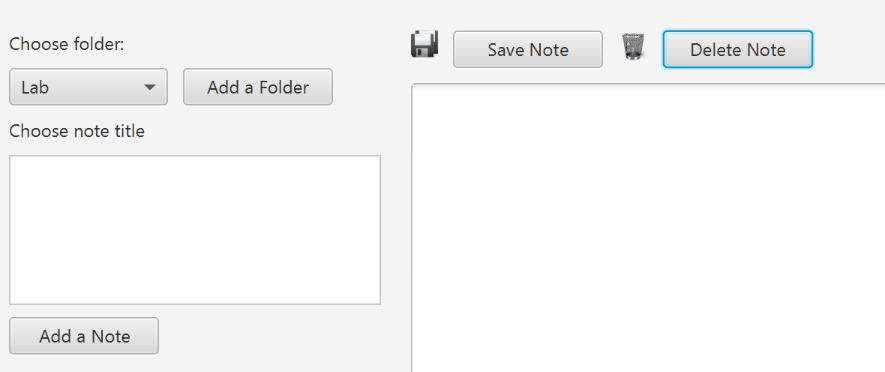 Choose folder:
Lab
Add a Folder
Choose note title
Add a Note
Save Note
Delete Note